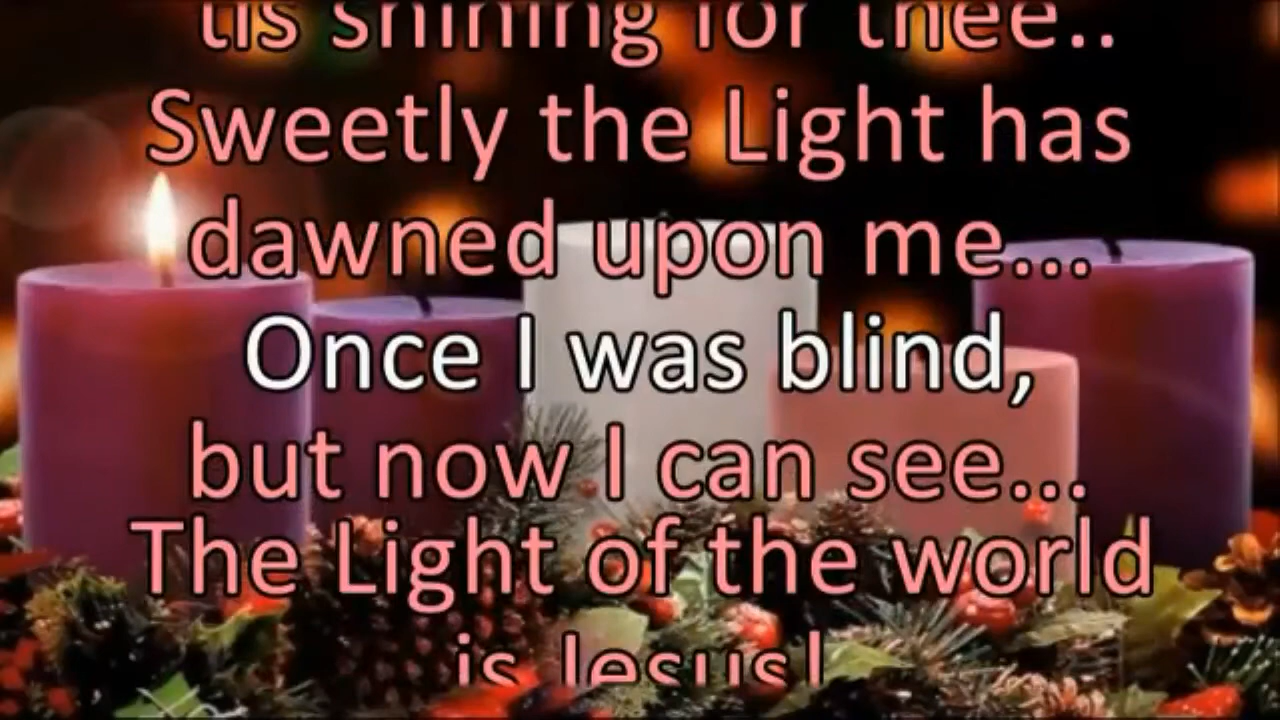 tis shining for thee..
Sweetly the Light has
dawned upon me...
Once I was blind,
but now I can see...
The Light of the world
is Jesus!